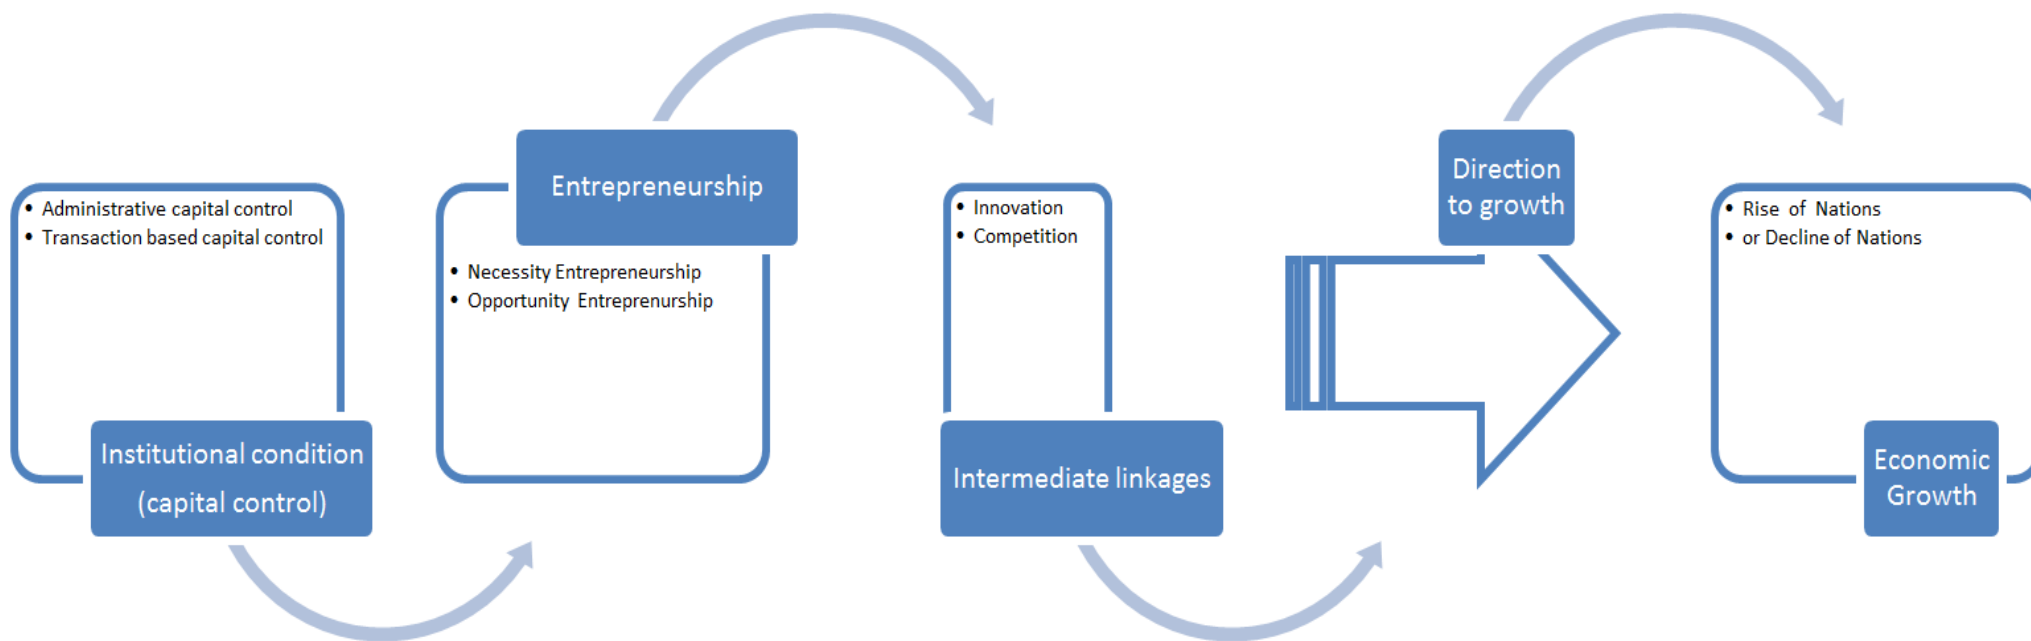 • Administrative capital control
• Transaction based capital control
Institutional condition
(capital control)
Entrepreneurship
• Necessity Entrepreneurship
• Opportunity Entreprenurship
• Innovation
• Competition
Intermediate linkages
Direction
to growth
• Rise of Nations
• or Decline of Nations
Economic
Growth